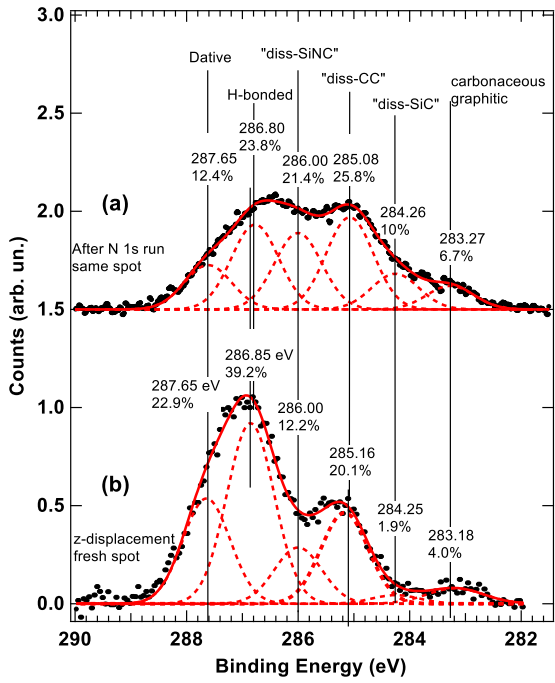 3.0
2.5
2.0
1.5
1.0
0.5
0.0
Counts (arb. un.)
Dative
"diss-SiNC"
H-bonded
"diss-CC"
"diss-SiC"
carbonaceous
graphitic
(a)
After N 1s run
same spot
287.65
12.4%
286.80
23.8%
286.00
21.4%
285.08
25.8%
284.26
10%
283.27
6.7%
(b)
z-displacement
fresh spot
287.65 eV
22.9%
286.85 eV
39.2%
286.00
12.2%
285.16
20.1%
284.25
1.9%
283.18
4.0%
290
288
286
284
282
Binding Energy (eV)